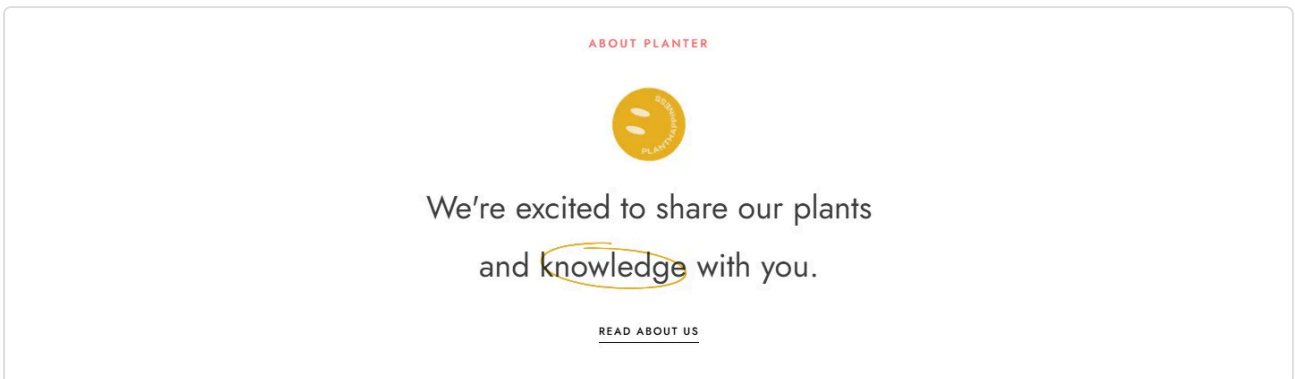 ABOUT PLANTER
PLANTHAPPINESS
We're excited to share our plants
and knowledge with you.
READ ABOUT US